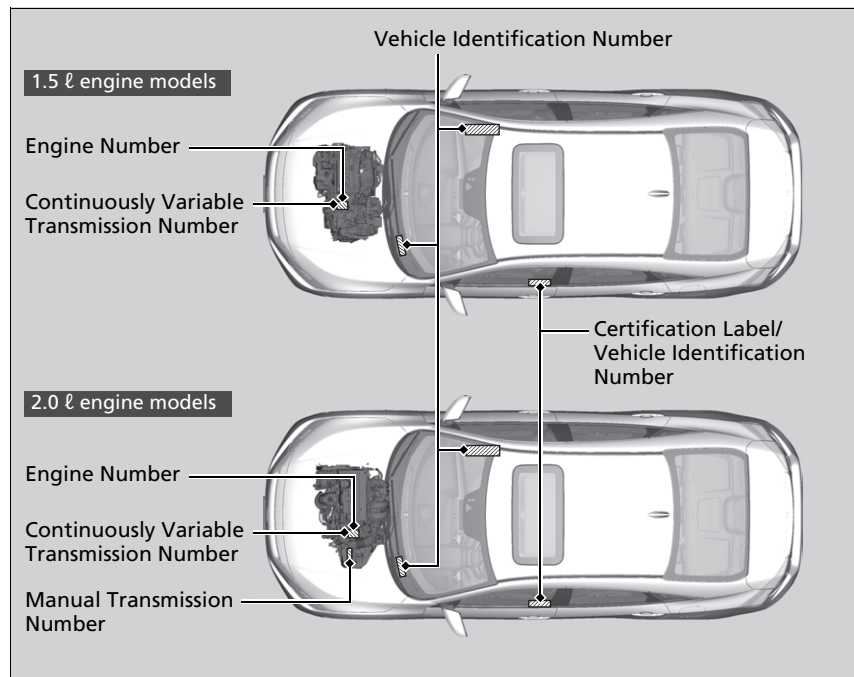 Vehicle Identification Number
1.5 ℓ engine models
Engine Number
Continuously Variable
Transmission Number
Certification Label/
Vehicle Identification
Number
2.0 ℓ engine models
Engine Number
Continuously Variable
Transmission Number
Manual Transmission
Number